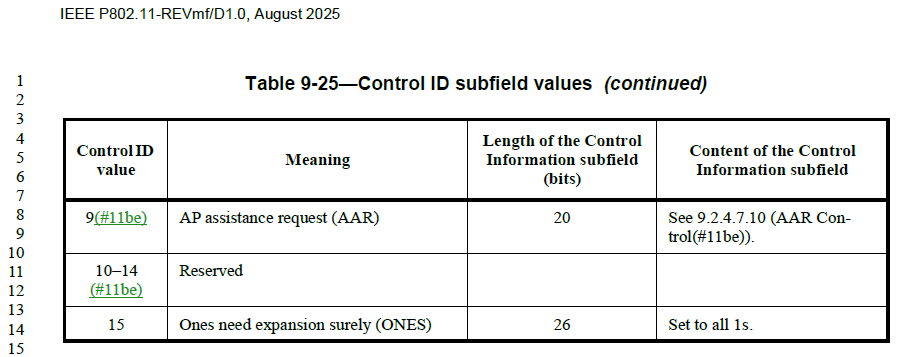 IEEE P802.11-REVmf/D1.0, August 2025
1
2
3
4
5
6
7
8
9
10
11
12
13
14
15
Table 9-25—Control ID subfield values (continued)
Control ID
value
Meaning
Length of the Control
Information subfield
(bits)
Content of the Control
Information subfield
9(#11be)
AP assistance request (AAR)
20
See 9.2.4.7.10 (AAR Con-
trol(#11be)).
10–14
(#11be)
Reserved
15
Ones need expansion surely (ONES)
26
Set to all 1s.